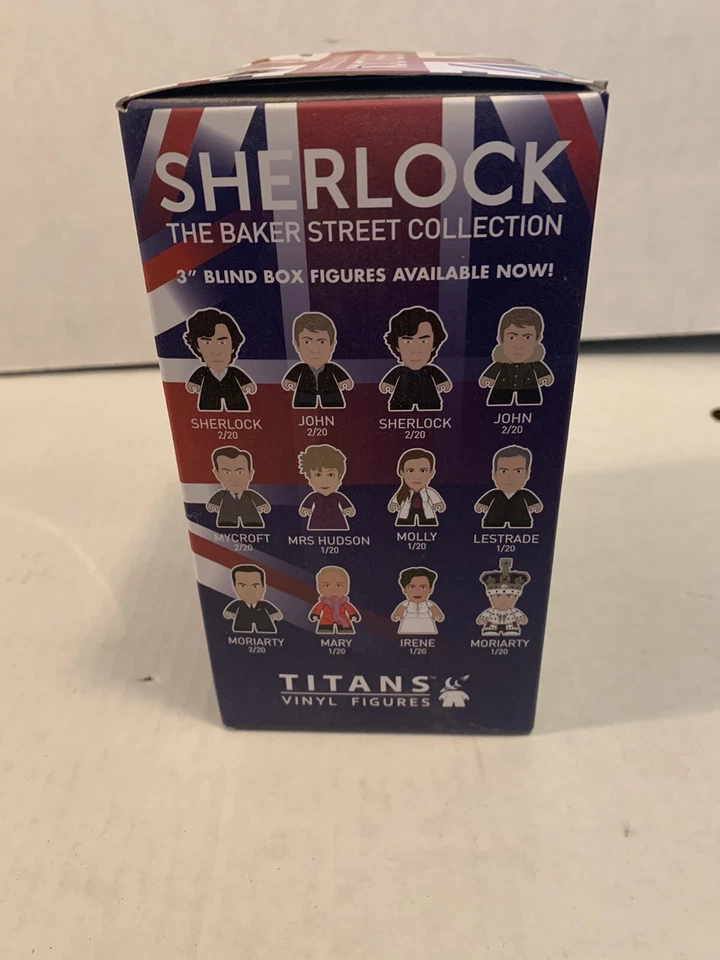 SHERLOCK
THE BAKER STREET COLLECTION
3" BLIND BOX FIGURES AVAILABLE NOW!
SHERLOCK JOHN SHERLOCK JOHN
2/20 2/20 2/20 2/20
MYCROFT MRS HUDSON MOLLY LESTRADE
2/20 1/20 1/20 1/20
MORIARTY MARY IRENE MORIARTY
2/20 1/20 1/20 1/20
TITANS™
VINYL FIGURES